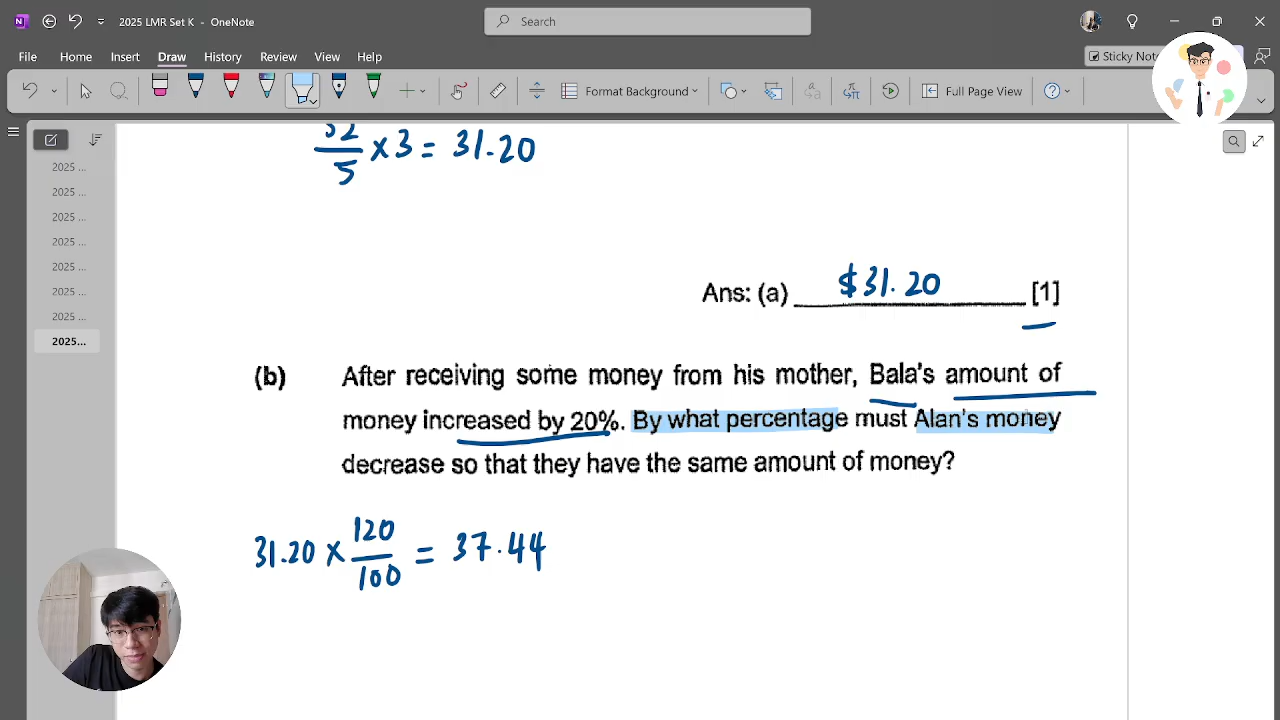 2025 LMR Set K - OneNote
Search
File Home Insert Draw History Review View Help
Sticky
Format Background
Full Page View
2025 ...
2025 ...
2025 ...
2025 ...
2025 ...
2025 ...
2025 ...
2025...
52/5 × 3 = 31.20
Ans: (a) $31.20 [1]
(b) After receiving some money from his mother, Bala's amount of
money increased by 20%. By what percentage must Alan's money
decrease so that they have the same amount of money?
31.20 × 120/100 = 37.44